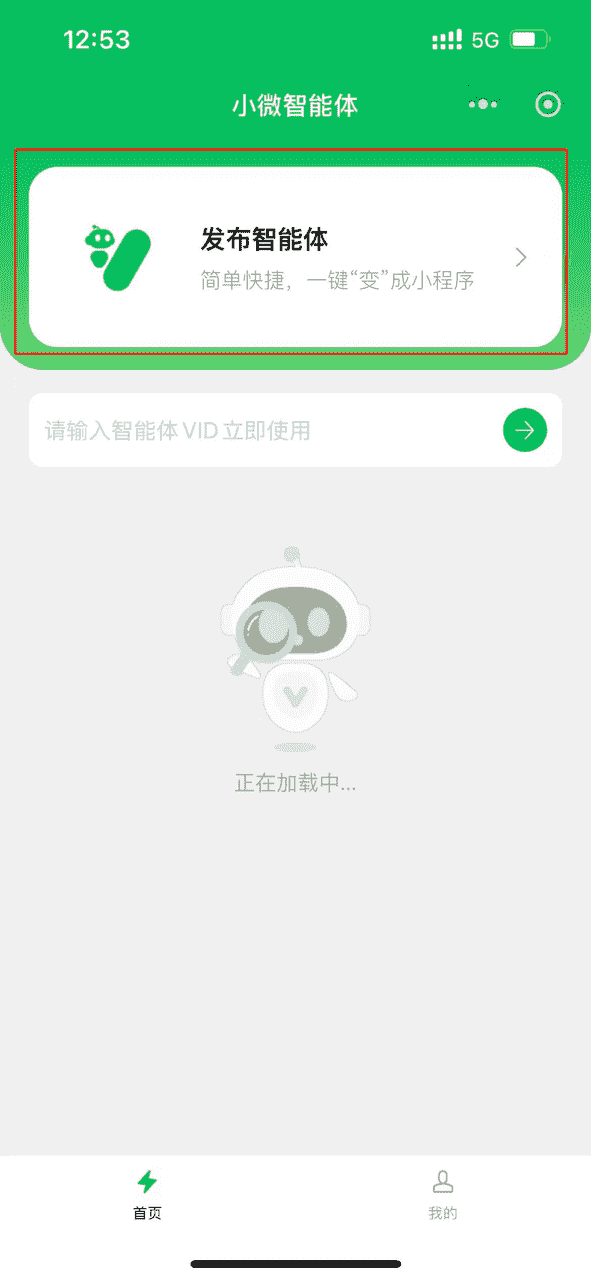 12:53
5G
小微智能体
发布智能体
简单快捷，一键“变”成小程序
请输入智能体VID立即使用
正在加载中...
首页
我的